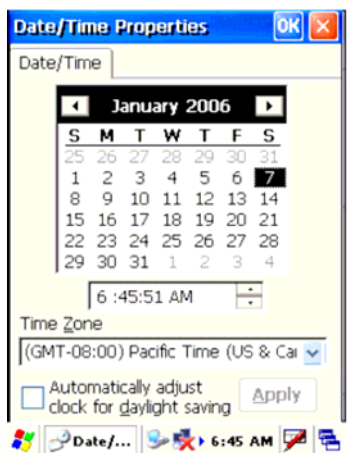 Date/Time Properties OK
Date/Time
January 2006
S M T W T F S
25 26 27 28 29 30 31
1 2 3 4 5 6 7
8 9 10 11 12 13 14
15 16 17 18 19 20 21
22 23 24 25 26 27 28
29 30 31 1 2 3 4
6 :45:51 AM
Time Zone
(GMT-08:00) Pacific Time (US & Ca
Automatically adjust
clock for daylight saving
Apply
Date/... 6:45 AM